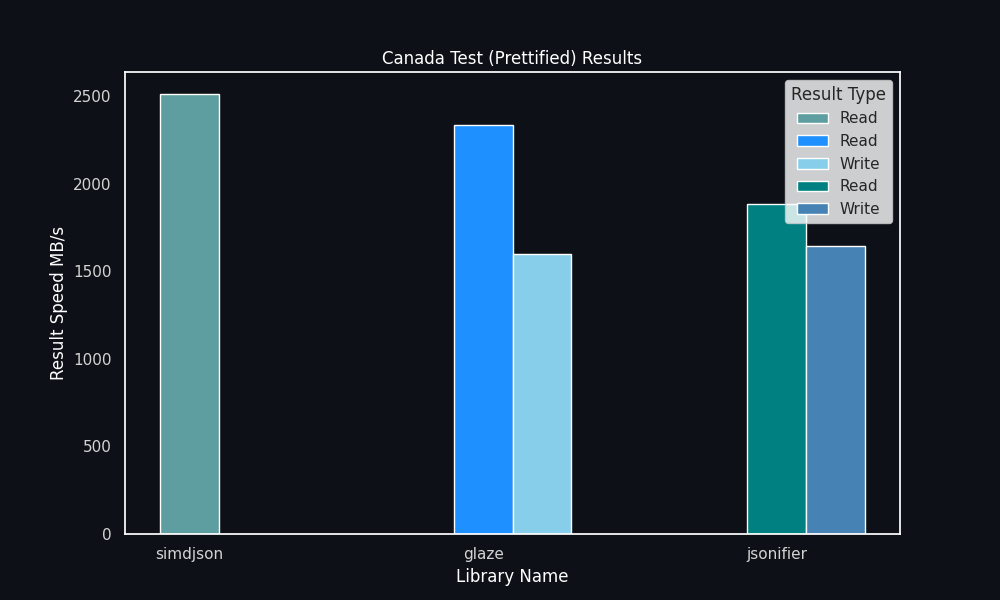 Canada Test (Prettified) Results
Result Type
Read
Read
Write
Read
Write
Result Speed MB/s
2500
2000
1500
1000
500
0
simdjson
glaze
jsonifier
Library Name